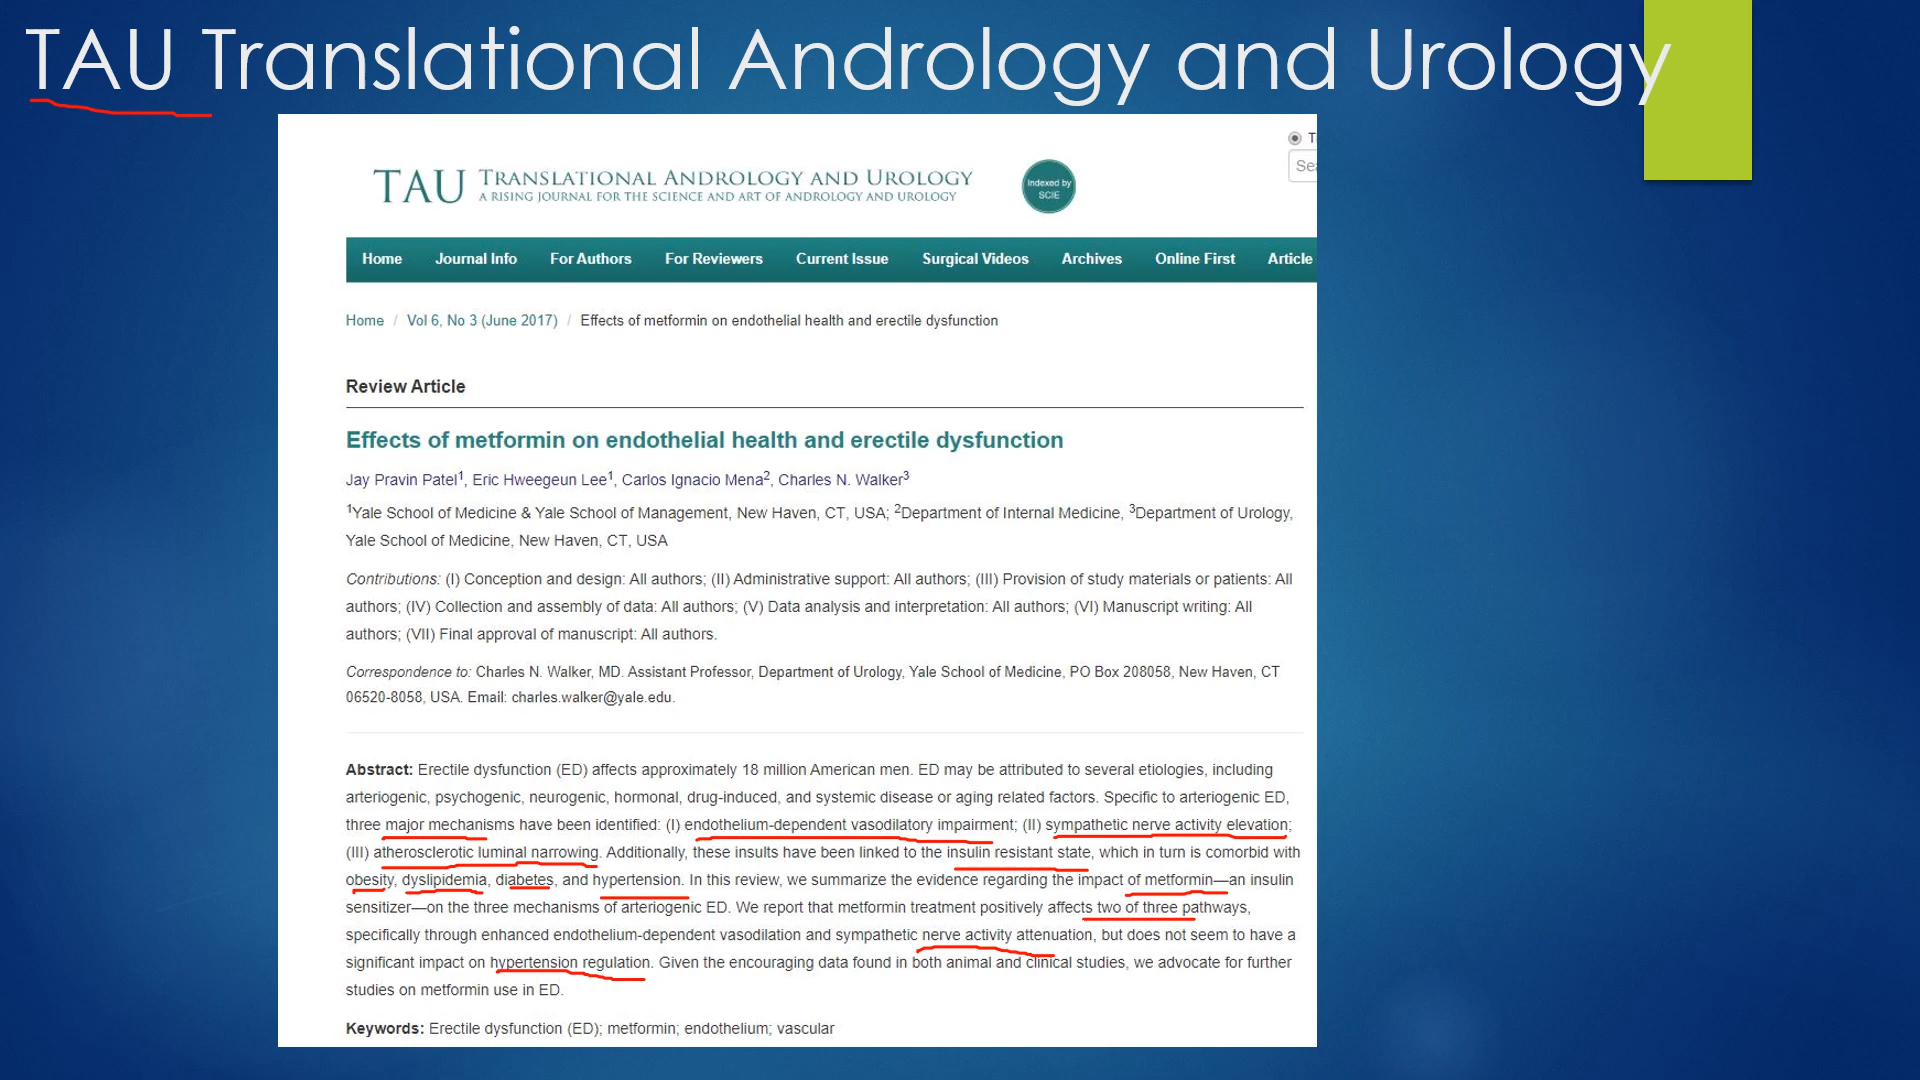 TAU Translational Andrology and Urology
T
TAU TRANSLATIONAL ANDROLOGY AND UROLOGY
A RISING JOURNAL FOR THE SCIENCE AND ART OF ANDROLOGY AND UROLOGY
Indexed by
SCIE
Sea
Home Journal Info For Authors For Reviewers Current Issue Surgical Videos Archives Online First Article
Home / Vol 6, No 3 (June 2017) / Effects of metformin on endothelial health and erectile dysfunction
Review Article
Effects of metformin on endothelial health and erectile dysfunction
Jay Pravin Patel1, Eric Hweegeun Lee1, Carlos Ignacio Mena2, Charles N. Walker3
1Yale School of Medicine & Yale School of Management, New Haven, CT, USA; 2Department of Internal Medicine, 3Department of Urology,
Yale School of Medicine, New Haven, CT, USA
Contributions: (I) Conception and design: All authors; (II) Administrative support: All authors; (III) Provision of study materials or patients: All
authors; (IV) Collection and assembly of data: All authors; (V) Data analysis and interpretation: All authors; (VI) Manuscript writing: All
authors; (VII) Final approval of manuscript: All authors.
Correspondence to: Charles N. Walker, MD. Assistant Professor, Department of Urology, Yale School of Medicine, PO Box 208058, New Haven, CT
06520-8058, USA. Email: charles.walker@yale.edu.
Abstract: Erectile dysfunction (ED) affects approximately 18 million American men. ED may be attributed to several etiologies, including
arteriogenic, psychogenic, neurogenic, hormonal, drug-induced, and systemic disease or aging related factors. Specific to arteriogenic ED,
three major mechanisms have been identified: (I) endothelium-dependent vasodilatory impairment; (II) sympathetic nerve activity elevation;
(III) atherosclerotic luminal narrowing. Additionally, these insults have been linked to the insulin resistant state, which in turn is comorbid with
obesity, dyslipidemia, diabetes, and hypertension. In this review, we summarize the evidence regarding the impact of metformin—an insulin
sensitizer—on the three mechanisms of arteriogenic ED. We report that metformin treatment positively affects two of three pathways,
specifically through enhanced endothelium-dependent vasodilation and sympathetic nerve activity attenuation, but does not seem to have a
significant impact on hypertension regulation. Given the encouraging data found in both animal and clinical studies, we advocate for further
studies on metformin use in ED.
Keywords: Erectile dysfunction (ED); metformin; endothelium; vascular